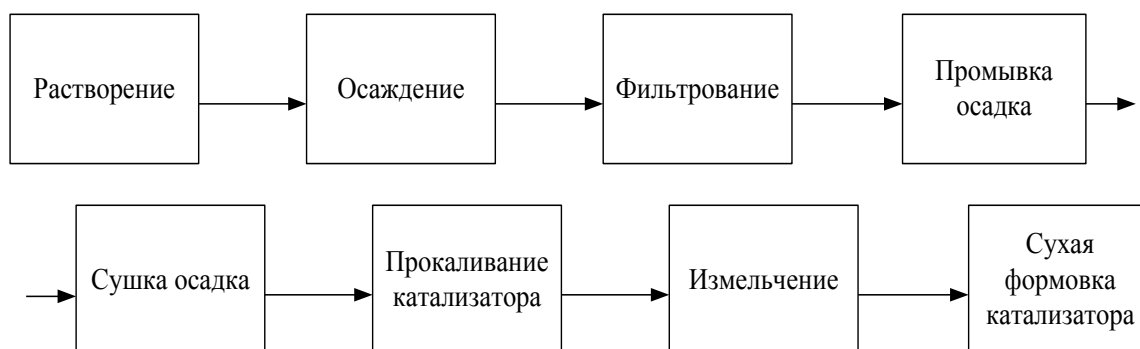 Растворение
Осаждение
Фильтрование
Промывка
осадка
Сушка осадка
Прокаливание
катализатора
Измельчение
Сухая
формовка
катализатора